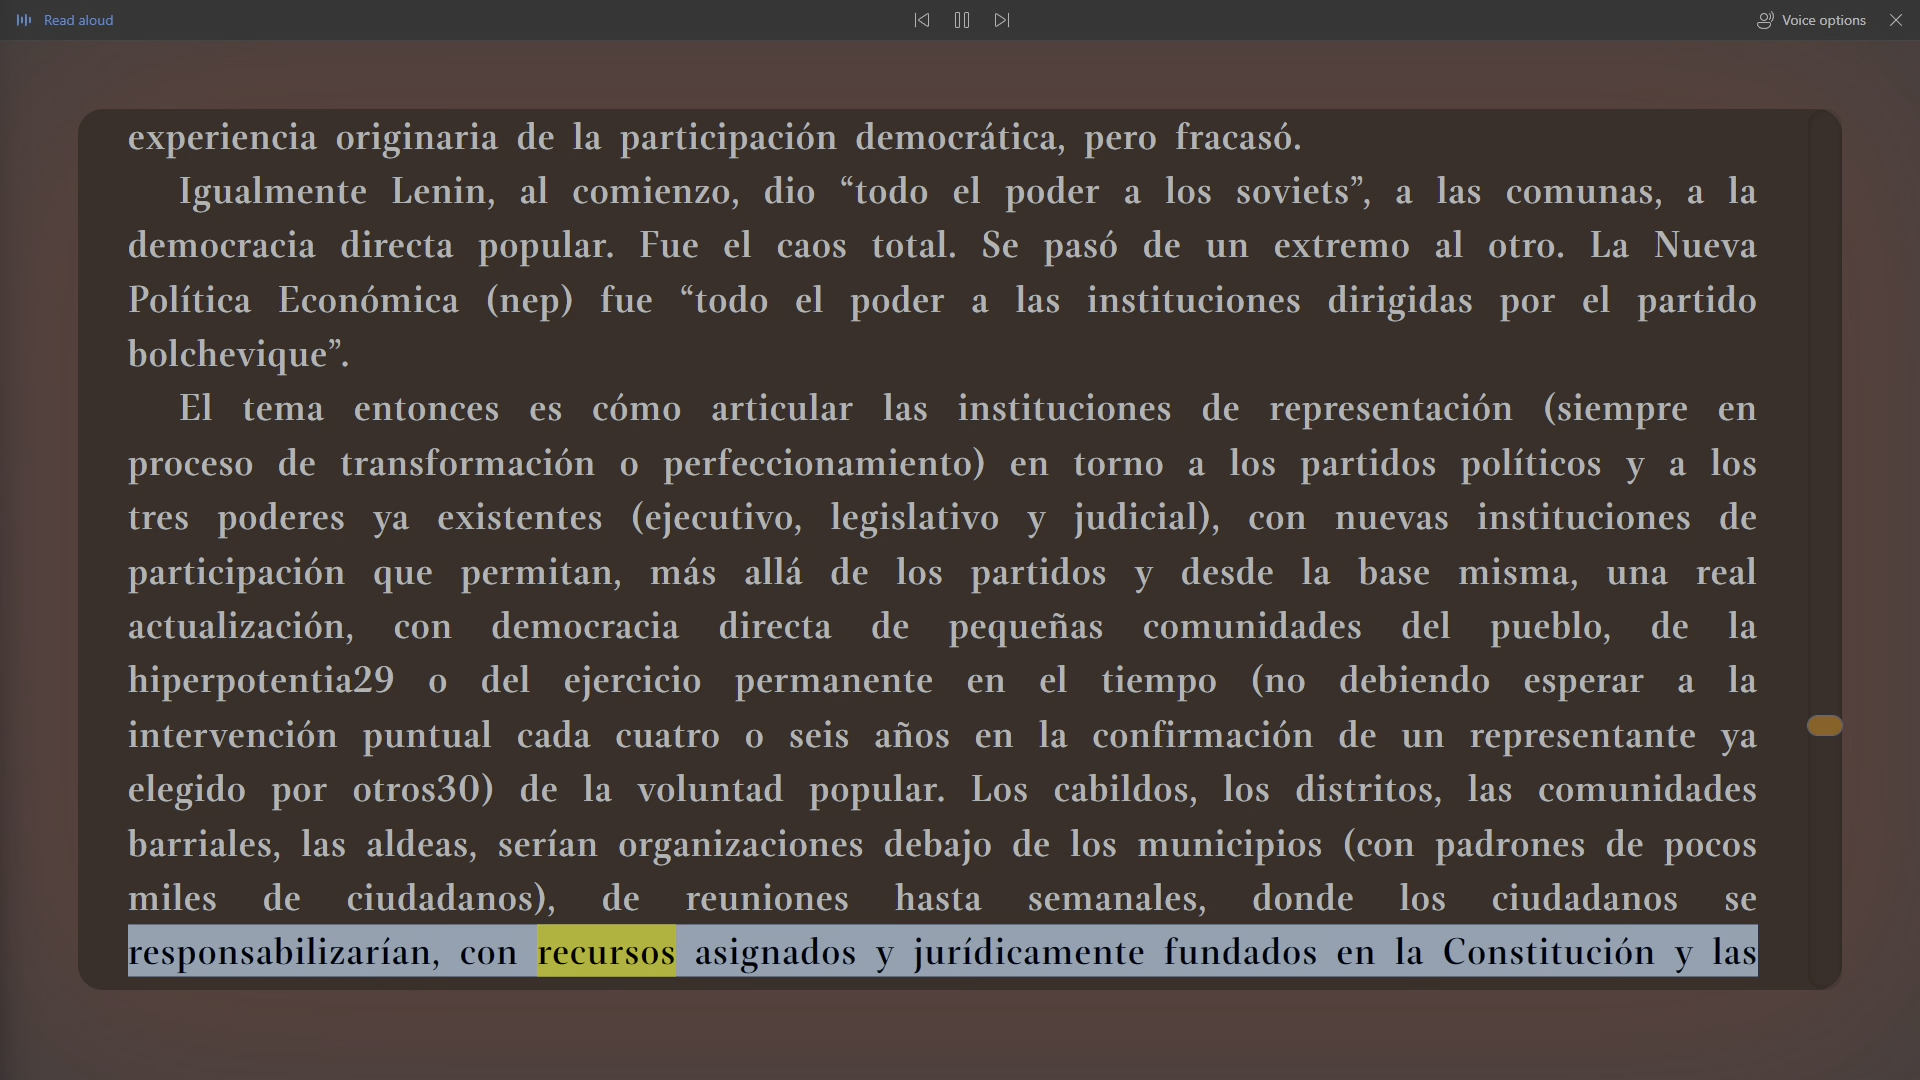 Read aloud
Voice options
experiencia originaria de la participación democrática, pero fracasó.
Igualmente Lenin, al comienzo, dio “todo el poder a los soviets”, a las comunas, a la
democracia directa popular. Fue el caos total. Se pasó de un extremo al otro. La Nueva
Política Económica (nep) fue “todo el poder a las instituciones dirigidas por el partido
bolchevique”.
El tema entonces es cómo articular las instituciones de representación (siempre en
proceso de transformación o perfeccionamiento) en torno a los partidos políticos y a los
tres poderes ya existentes (ejecutivo, legislativo y judicial), con nuevas instituciones de
participación que permitan, más allá de los partidos y desde la base misma, una real
actualización, con democracia directa de pequeñas comunidades del pueblo, de la
hiperpotentia29 o del ejercicio permanente en el tiempo (no debiendo esperar a la
intervención puntual cada cuatro o seis años en la confirmación de un representante ya
elegido por otros30) de la voluntad popular. Los cabildos, los distritos, las comunidades
barriales, las aldeas, serían organizaciones debajo de los municipios (con padrones de pocos
miles de ciudadanos), de reuniones hasta semanales, donde los ciudadanos se
responsabilizarían, con recursos asignados y jurídicamente fundados en la Constitución y las